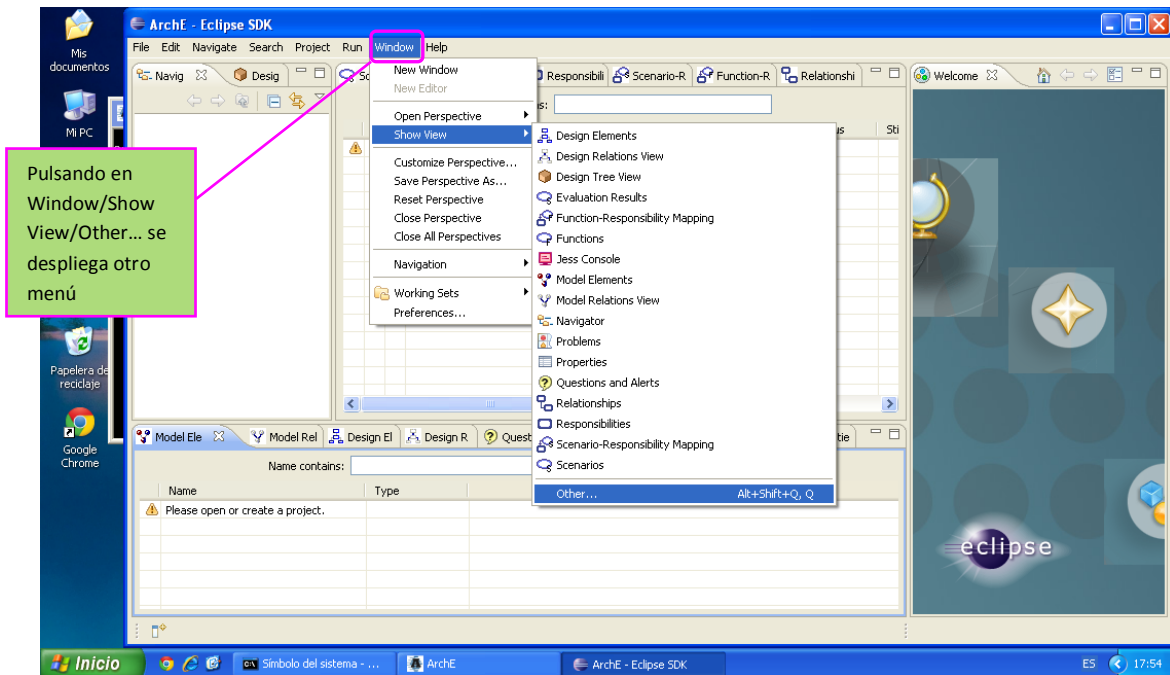 Mis
documentos
Mi PC
Papelera de
reciclaje
Google
Chrome
ArchE - Eclipse SDK
File Edit Navigate Search Project Run Window Help
Navig
Desig
Responsibili
Scenario-R
Function-R
Relationshi
Welcome
New Window
New Editor
Open Perspective
Show View
Customize Perspective...
Save Perspective As...
Reset Perspective
Close Perspective
Close All Perspectives
Navigation
Working Sets
Preferences...
Design Elements
Design Relations View
Design Tree View
Evaluation Results
Function-Responsibility Mapping
Functions
Jess Console
Model Elements
Model Relations View
Navigator
Problems
Properties
Questions and Alerts
Relationships
Responsibilities
Scenario-Responsibility Mapping
Scenarios
Other... Alt+Shift+Q, Q
Sti
Pulsando en
Window/Show
View/Other... se
despliega otro
menú
Model Ele
Model Rel
Design El
Design R
Quest
tie
Name contains:
Name Type
Please open or create a project.
eclipse
Inicio
Símbolo del sistema - ...
ArchE
ArchE - Eclipse SDK
ES 17:54